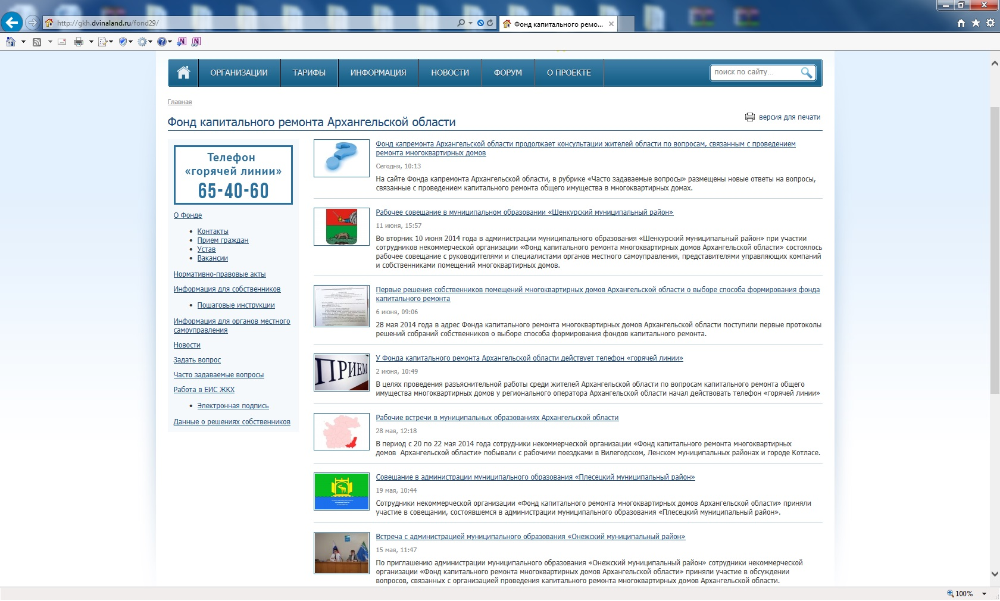 http://gkh.dvinaland.ru/fond29/
Фонд капитального ремо...
ОРГАНИЗАЦИИ
ТАРИФЫ
ИНФОРМАЦИЯ
НОВОСТИ
ФОРУМ
О ПРОЕКТЕ
поиск по сайту...
Главная
Фонд капитального ремонта Архангельской области
версия для печати
Телефон
«горячей линии»
65-40-60
О Фонде
Контакты
Прием граждан
Устав
Вакансии
Нормативно-правовые акты
Информация для собственников
Пошаговые инструкции
Информация для органов местного
самоуправления
Новости
Задать вопрос
Часто задаваемые вопросы
Работа в ЕИС ЖКХ
Электронная подпись
Данные о решениях собственников
Фонд капремонта Архангельской области продолжает консультации жителей области по вопросам, связанным с проведением
ремонта многоквартирных домов
Сегодня, 10:13
На сайте Фонда капремонта Архангельской области, в рубрике «Часто задаваемые вопросы» размещены новые ответы на вопросы,
связанные с проведением капитального ремонта общего имущества в многоквартирных домах.
Рабочее совещание в муниципальном образовании «Шенкурский муниципальный район»
11 июня, 15:57
Во вторник 10 июня 2014 года в администрации муниципального образования «Шенкурский муниципальный район» при участии
сотрудников некоммерческой организации «Фонд капитального ремонта многоквартирных домов Архангельской области» состоялось
рабочее совещание с руководителями и специалистами органов местного самоуправления, представителями управляющих компаний
и собственниками помещений многоквартирных домов.
Первые решения собственников помещений многоквартирных домов Архангельской области о выборе способа формирования фонда
капитального ремонта
6 июня, 09:06
28 мая 2014 года в адрес Фонда капитального ремонта многоквартирных домов Архангельской области поступили первые протоколы
решений собраний собственников о выборе способа формирования фондов капитального ремонта.
ПРИЕМ
У Фонда капитального ремонта Архангельской области действует телефон «горячей линии»
2 июня, 10:49
В целях проведения разъяснительной работы среди жителей Архангельской области по вопросам капитального ремонта общего
имущества многоквартирных домов у регионального оператора Архангельской области начал действовать телефон «горячей линии»
Рабочие встречи в муниципальных образованиях Архангельской области
28 мая, 12:18
В период с 20 по 22 мая 2014 года сотрудники некоммерческой организации «Фонд капитального ремонта многоквартирных
домов Архангельской области» побывали с рабочими поездками в Вилегодском, Ленском муниципальных районах и городе Котласе.
Совещание в администрации муниципального образования «Плесецкий муниципальный район»
19 мая, 10:44
Сотрудники некоммерческой организации «Фонд капитального ремонта многоквартирных домов Архангельской области» приняли
участие в совещании, состоявшемся в администрации муниципального образования «Плесецкий муниципальный район».
Встреча с администрацией муниципального образования «Онежский муниципальный район»
15 мая, 11:47
По приглашению администрации муниципального образования «Онежский муниципальный район» сотрудники некоммерческой
организации «Фонд капитального ремонта многоквартирных домов Архангельской области» приняли участие в обсуждении
вопросов, связанных с организацией проведения капитального ремонта многоквартирных домов Архангельской области.
100%